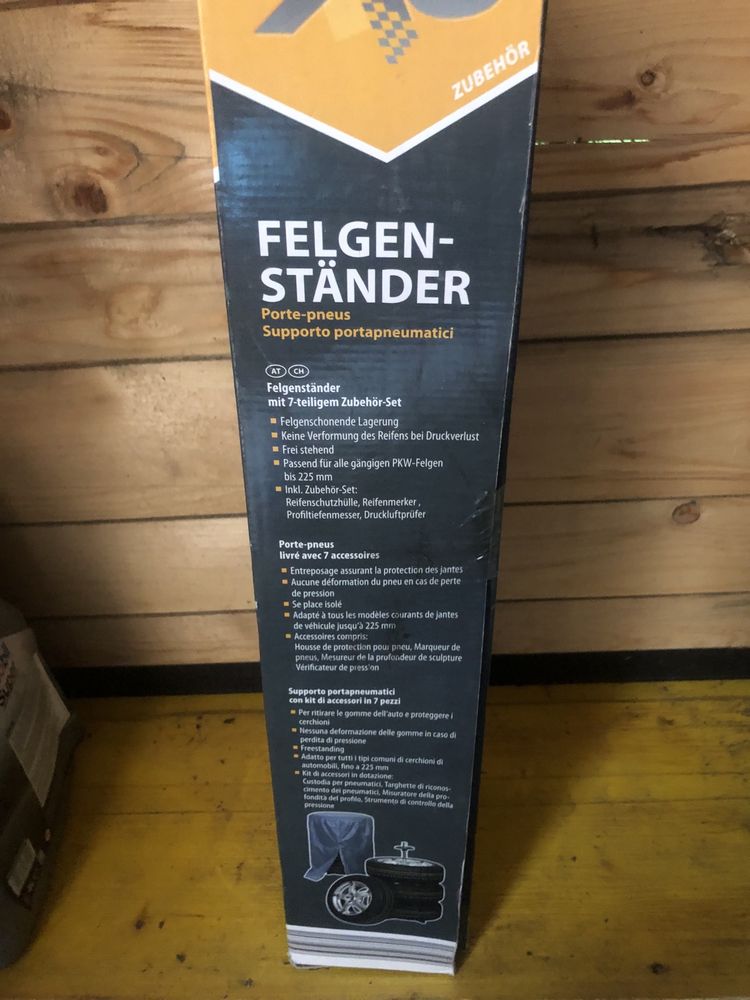 ZUBEHÖR
FELGEN-
STÄNDER
Porte-pneus
Supporto portapneumatici
AT CH
Felgenständer
mit 7-teiligem Zubehör-Set
Felgenschonende Lagerung
Keine Verformung des Reifens bei Druckverlust
Frei stehend
Passend für alle gängigen PKW-Felgen
bis 225 mm
Inkl. Zubehör-Set:
Reifenschutzhülle, Reifenmerker,
Profiltiefenmesser, Druckluftprüfer
Porte-pneus
livré avec 7 accessoires
Entreposage assurant la protection des jantes
Aucune déformation du pneu en cas de perte
de pression
Se place isolé
Adapté à tous les modèles courants de jantes
de véhicule jusqu'à 225 mm
Accessoires compris:
Housse de protection pour pneu, Marqueur de
pneus, Mesureur de la profondeur de sculpture
Vérificateur de pression
Supporto portapneumatici
con kit di accessori in 7 pezzi
Per ritirare le gomme dell'auto e proteggere i
cerchioni
Nessuna deformazione delle gomme in caso di
perdita di pressione
Freestanding
Adatto per tutti i tipi comuni di cerchioni di
automobili, fino a 225 mm
Kit di accessori in dotazione:
Custodia per pneumatici, Targhette di riconos-
cimento dei pneumatici, Misuratore della pro-
fondità del profilo, Strumento di controllo della
pressione